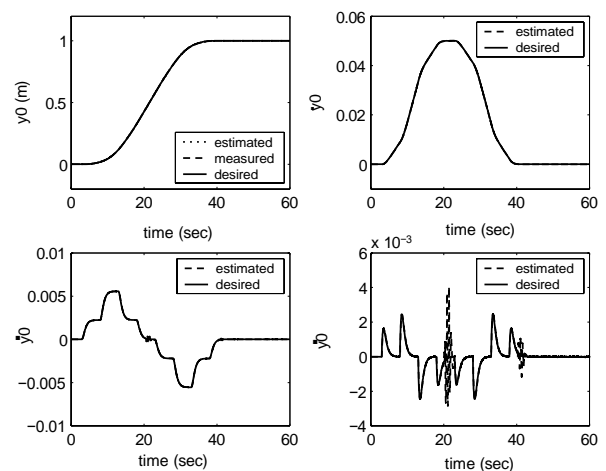 1
0.5
0
y0 (m)
estimated
measured
desired
0 20 40 60
time (sec)
0.06
0.04
0.02
0
y0
estimated
desired
0 20 40 60
time (sec)
0.01
0.005
0
−0.005
−0.01
y0
estimated
desired
0 20 40 60
time (sec)
x 10−3
6
4
2
0
−2
−4
y0
estimated
desired
0 20 40 60
time (sec)